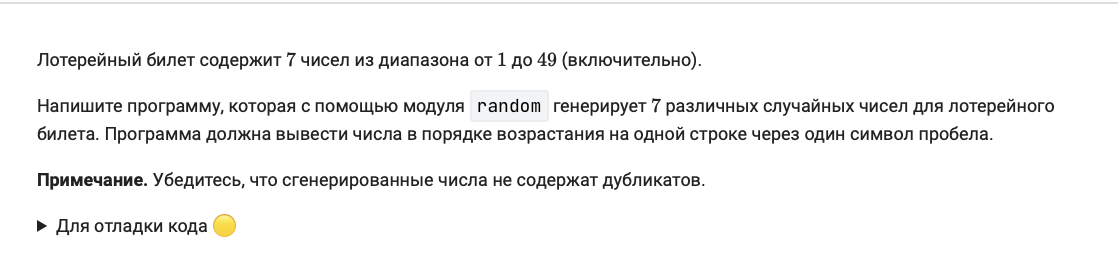 Лотерейный билет содержит 7 чисел из диапазона от 1 до 49 (включительно).
Напишите программу, которая с помощью модуля random генерирует 7 различных случайных чисел для лотерейного
билета. Программа должна вывести числа в порядке возрастания на одной строке через один символ пробела.
Примечание. Убедитесь, что сгенерированные числа не содержат дубликатов.
Для отладки кода